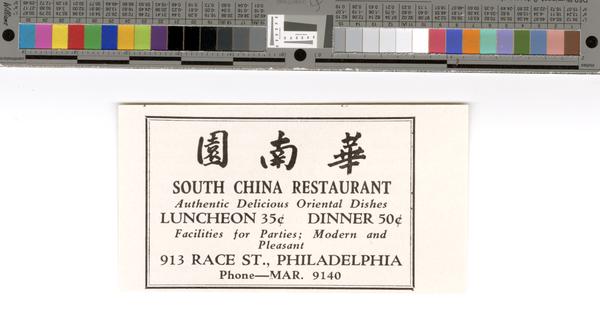 園南華
SOUTH CHINA RESTAURANT
Authentic Delicious Oriental Dishes
LUNCHEON 35¢ DINNER 50¢
Facilities for Parties; Modern and
Pleasant
913 RACE ST., PHILADELPHIA
Phone—MAR. 9140